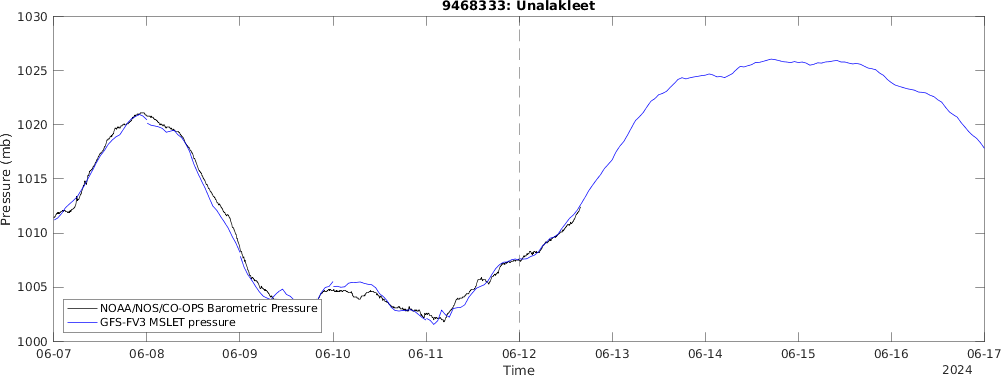 9468333: Unalakleet
1030
1025
1020
1015
1010
1005
1000
Pressure (mb)
NOAA/NOS/CO-OPS Barometric Pressure
GFS-FV3 MSLET pressure
06-07 06-08 06-09 06-10 06-11 06-12 06-13 06-14 06-15 06-16 06-17
Time
2024